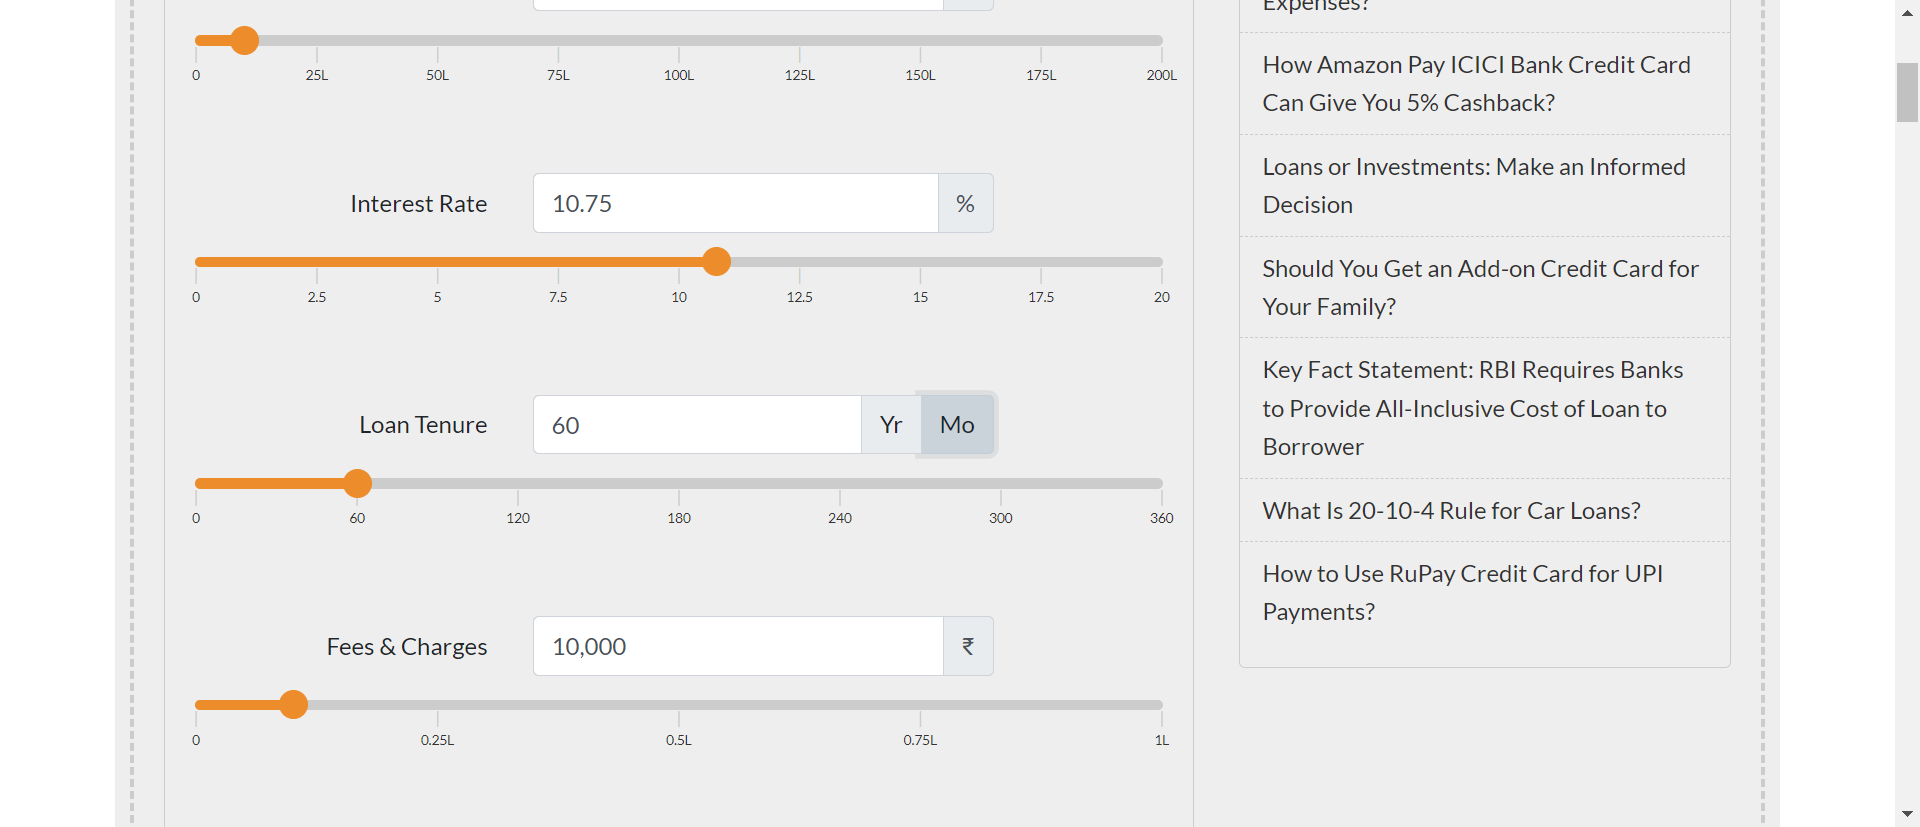 0 25L 50L 75L 100L 125L 150L 175L 200L
Interest Rate 10.75 %
0 2.5 5 7.5 10 12.5 15 17.5 20
Loan Tenure 60 Yr Mo
0 60 120 180 240 300 360
Fees & Charges 10,000 ₹
0 0.25L 0.5L 0.75L 1L
Expenses?
How Amazon Pay ICICI Bank Credit Card
Can Give You 5% Cashback?
Loans or Investments: Make an Informed
Decision
Should You Get an Add-on Credit Card for
Your Family?
Key Fact Statement: RBI Requires Banks
to Provide All-Inclusive Cost of Loan to
Borrower
What Is 20-10-4 Rule for Car Loans?
How to Use RuPay Credit Card for UPI
Payments?